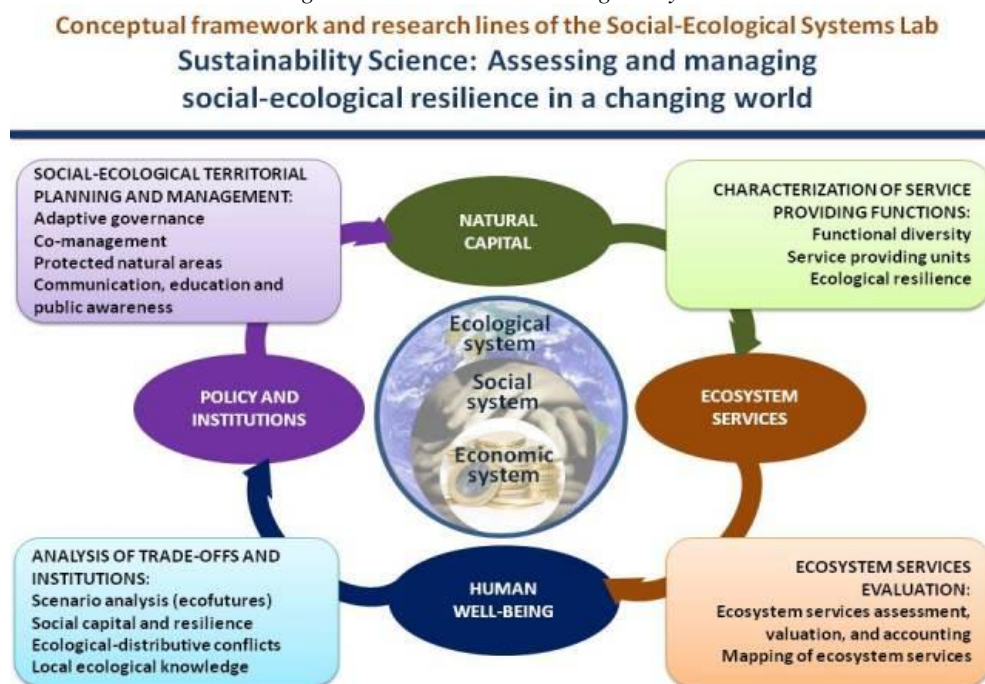 Conceptual framework and research lines of the Social-Ecological Systems Lab
Sustainability Science: Assessing and managing
social-ecological resilience in a changing world
SOCIAL-ECOLOGICAL TERRITORIAL
PLANNING AND MANAGEMENT:
Adaptive governance
Co-management
Protected natural areas
Communication, education and
public awareness
NATURAL
CAPITAL
CHARACTERIZATION OF SERVICE
PROVIDING FUNCTIONS:
Functional diversity
Service providing units
Ecological resilience
Ecological
system
Social
system
Economic
system
POLICY AND
INSTITUTIONS
ECOSYSTEM
SERVICES
ANALYSIS OF TRADE-OFFS AND
INSTITUTIONS:
Scenario analysis (ecofutures)
Social capital and resilience
Ecological-distributive conflicts
Local ecological knowledge
HUMAN
WELL-BEING
ECOSYSTEM SERVICES
EVALUATION:
Ecosystem services assessment,
valuation, and accounting
Mapping of ecosystem services